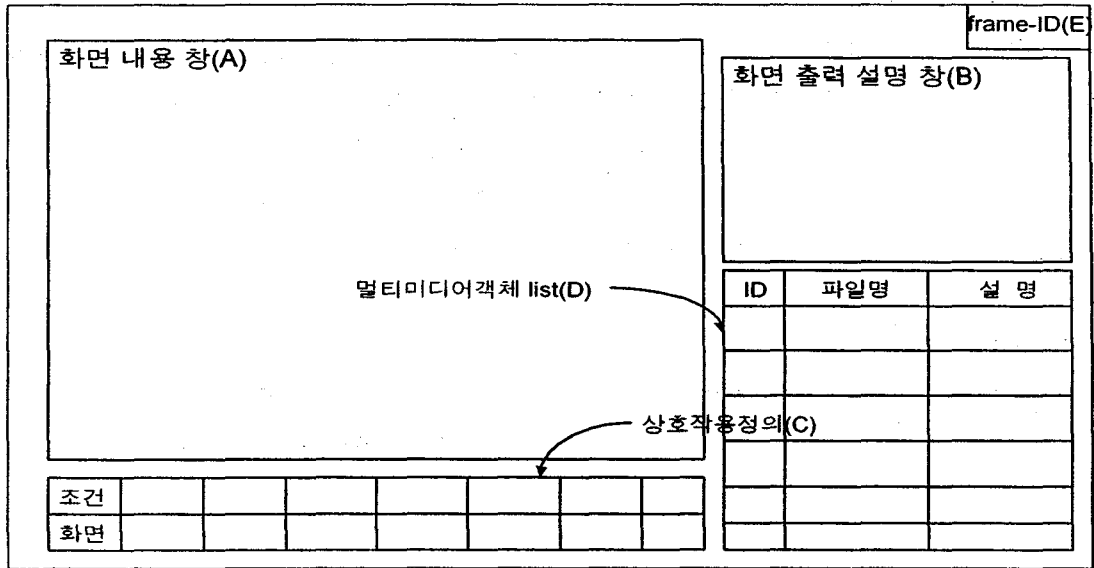 frame-ID(E)
화면 내용 창(A)
화면 출력 설명 창(B)
멀티미디어객체 list(D)
ID 파일명 설 명
상호작용정의(C)
조건
화면